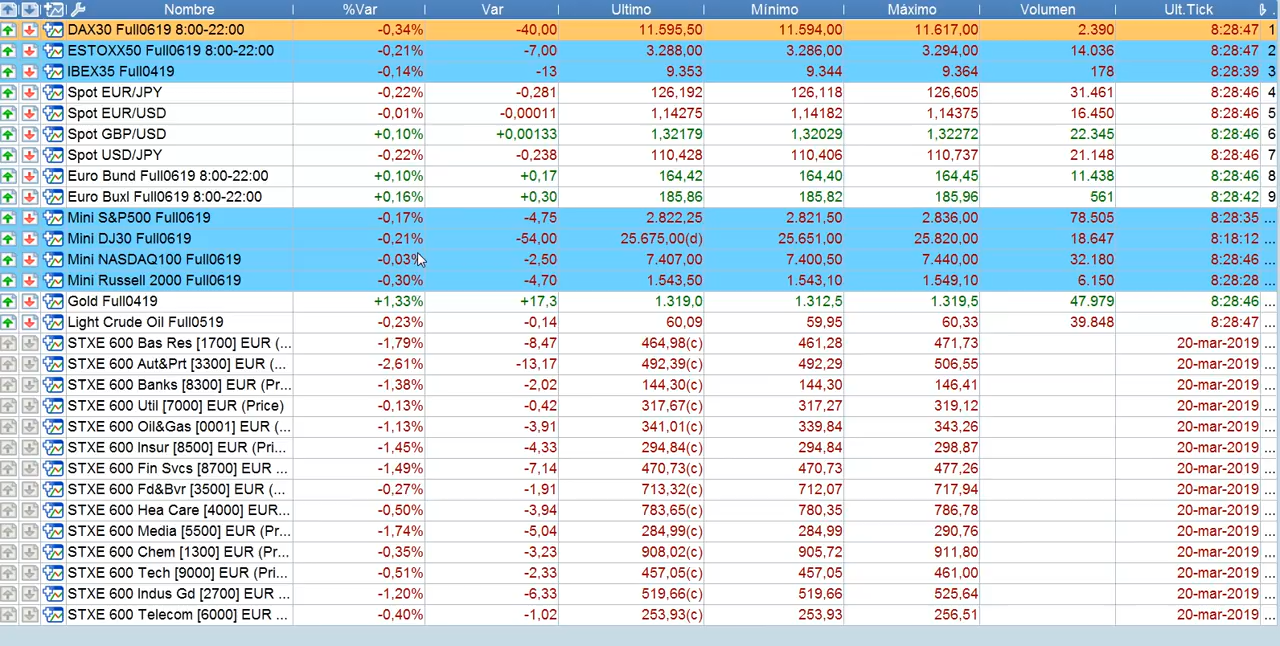 Nombre %Var Var Ultimo Mínimo Máximo Volumen Ult.Tick
DAX30 Full0619 8:00-22:00 -0,34% -40,00 11.595,50 11.594,00 11.617,00 2.390 8:28:47 1
ESTOXX50 Full0619 8:00-22:00 -0,21% -7,00 3.288,00 3.286,00 3.294,00 14.036 8:28:47 2
IBEX35 Full0419 -0,14% -13 9.353 9.344 9.364 178 8:28:39 3
Spot EUR/JPY -0,22% -0,281 126,192 126,118 126,605 31.461 8:28:46 4
Spot EUR/USD -0,01% -0,00011 1,14275 1,14182 1,14375 16.450 8:28:46 5
Spot GBP/USD +0,10% +0,00133 1,32179 1,32029 1,32272 22.345 8:28:46 6
Spot USD/JPY -0,22% -0,238 110,428 110,406 110,737 21.148 8:28:46 7
Euro Bund Full0619 8:00-22:00 +0,10% +0,17 164,42 164,40 164,45 11.438 8:28:46 8
Euro Buxl Full0619 8:00-22:00 +0,16% +0,30 185,86 185,82 185,96 561 8:28:42 9
Mini S&P500 Full0619 -0,17% -4,75 2.822,25 2.821,50 2.836,00 78.505 8:28:35 ...
Mini DJ30 Full0619 -0,21% -54,00 25.675,00(d) 25.651,00 25.820,00 18.647 8:18:12 ...
Mini NASDAQ100 Full0619 -0,03% -2,50 7.407,00 7.400,50 7.440,00 32.180 8:28:46 ...
Mini Russell 2000 Full0619 -0,30% -4,70 1.543,50 1.543,10 1.549,10 6.150 8:28:28 ...
Gold Full0419 +1,33% +17,3 1.319,0 1.312,5 1.319,5 47.979 8:28:46 ...
Light Crude Oil Full0519 -0,23% -0,14 60,09 59,95 60,33 39.848 8:28:47 ...
STXE 600 Bas Res [1700] EUR (... -1,79% -8,47 464,98(c) 461,28 471,73 20-mar-2019 ...
STXE 600 Aut&Prt [3300] EUR (... -2,61% -13,17 492,39(c) 492,29 506,55 20-mar-2019 ...
STXE 600 Banks [8300] EUR (Pr... -1,38% -2,02 144,30(c) 144,30 146,41 20-mar-2019 ...
STXE 600 Util [7000] EUR (Price) -0,13% -0,42 317,67(c) 317,27 319,12 20-mar-2019 ...
STXE 600 Oil&Gas [0001] EUR (... -1,13% -3,91 341,01(c) 339,84 343,26 20-mar-2019 ...
STXE 600 Insur [8500] EUR (Pri... -1,45% -4,33 294,84(c) 294,84 298,87 20-mar-2019 ...
STXE 600 Fin Svcs [8700] EUR ... -1,49% -7,14 470,73(c) 470,73 477,26 20-mar-2019 ...
STXE 600 Fd&Bvr [3500] EUR (... -0,27% -1,91 713,32(c) 712,07 717,94 20-mar-2019 ...
STXE 600 Hea Care [4000] EUR... -0,50% -3,94 783,65(c) 780,35 786,78 20-mar-2019 ...
STXE 600 Media [5500] EUR (Pr... -1,74% -5,04 284,99(c) 284,99 290,76 20-mar-2019 ...
STXE 600 Chem [1300] EUR (Pr... -0,35% -3,23 908,02(c) 905,72 911,80 20-mar-2019 ...
STXE 600 Tech [9000] EUR (Pri... -0,51% -2,33 457,05(c) 457,05 461,00 20-mar-2019 ...
STXE 600 Indus Gd [2700] EUR ... -1,20% -6,33 519,66(c) 519,66 525,64 20-mar-2019 ...
STXE 600 Telecom [6000] EUR ... -0,40% -1,02 253,93(c) 253,93 256,51 20-mar-2019 ...